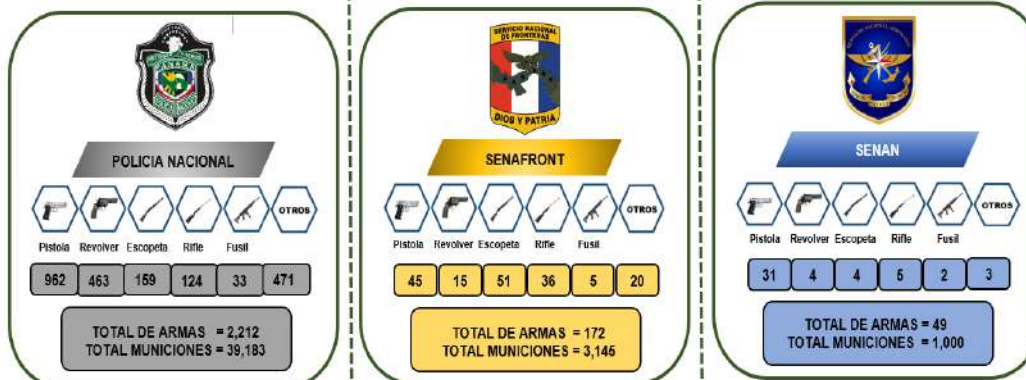 POLICIA NACIONAL
OTROS
Pistola Revolver Escopeta Rifle Fusil
962 463 159 124 33 471
TOTAL DE ARMAS = 2,212
TOTAL MUNICIONES = 39,183
SERVICIO NACIONAL
DE FRONTERAS
DIOS Y PATRIA
SENAFRONT
OTROS
Pistola Revolver Escopeta Rifle Fusil
45 15 51 36 5 20
TOTAL DE ARMAS = 172
TOTAL MUNICIONES = 3,145
SENAN
OTROS
Pistola Revolver Escopeta Rifle Fusil
31 4 4 5 2 3
TOTAL DE ARMAS = 49
TOTAL MUNICIONES = 1,000